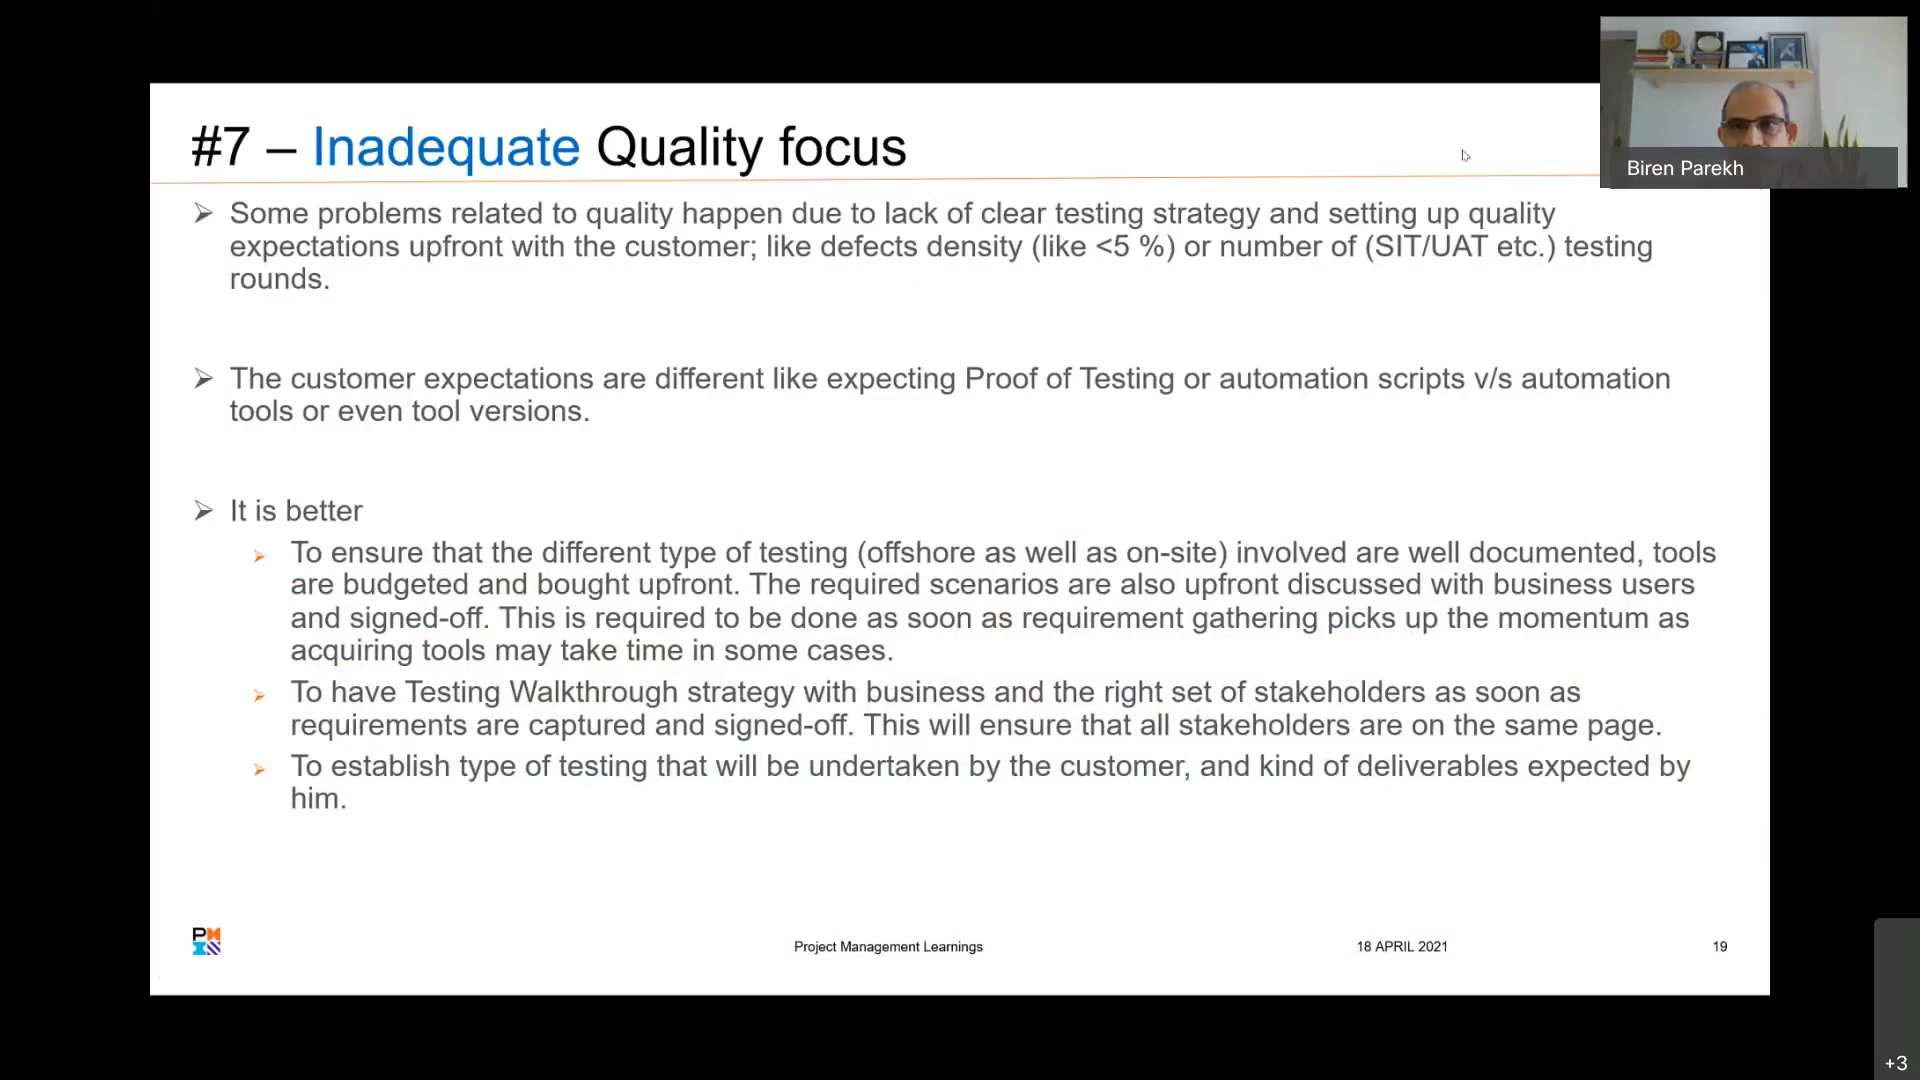 #7 – Inadequate Quality focus
Biren Parekh
➢ Some problems related to quality happen due to lack of clear testing strategy and setting up quality
expectations upfront with the customer; like defects density (like <5 %) or number of (SIT/UAT etc.) testing
rounds.
➢ The customer expectations are different like expecting Proof of Testing or automation scripts v/s automation
tools or even tool versions.
➢ It is better
➢ To ensure that the different type of testing (offshore as well as on-site) involved are well documented, tools
are budgeted and bought upfront. The required scenarios are also upfront discussed with business users
and signed-off. This is required to be done as soon as requirement gathering picks up the momentum as
acquiring tools may take time in some cases.
➢ To have Testing Walkthrough strategy with business and the right set of stakeholders as soon as
requirements are captured and signed-off. This will ensure that all stakeholders are on the same page.
➢ To establish type of testing that will be undertaken by the customer, and kind of deliverables expected by
him.
Project Management Learnings
18 APRIL 2021
19
+3